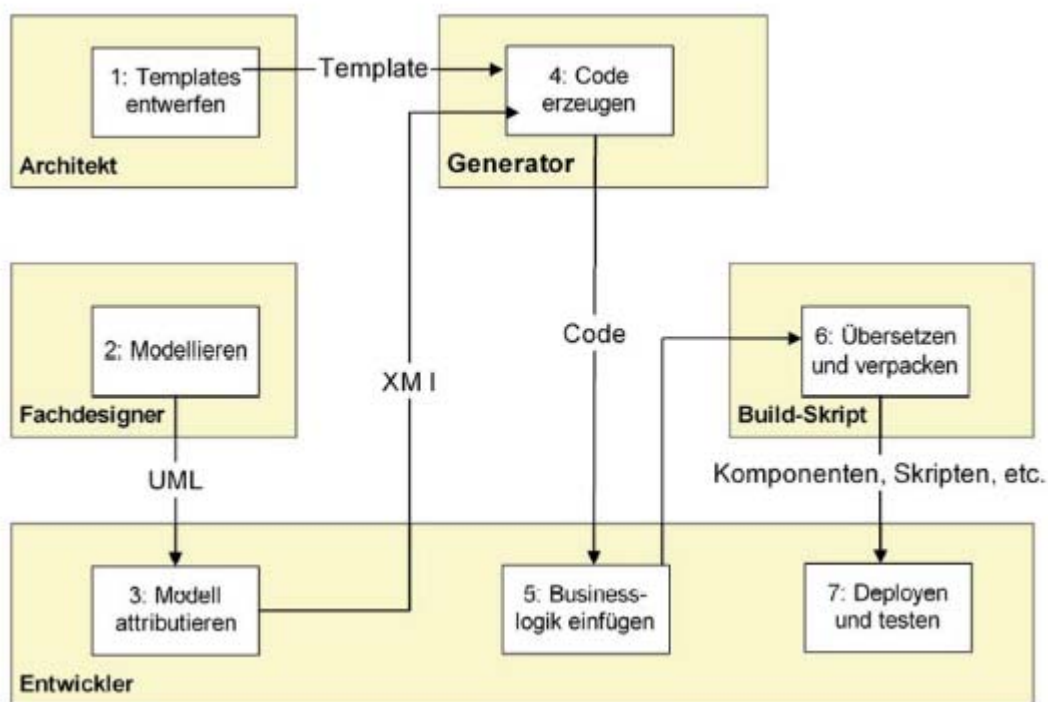 1: Templates
entwerfen
Architekt
Template
4: Code
erzeugen
Generator
2: Modellieren
Fachdesigner
UML
XMI
Code
6: Übersetzen
und verpacken
Build-Skript
Komponenten, Skripten, etc.
3: Modell
attributieren
5: Business-
logik einfügen
7: Deployen
und testen
Entwickler